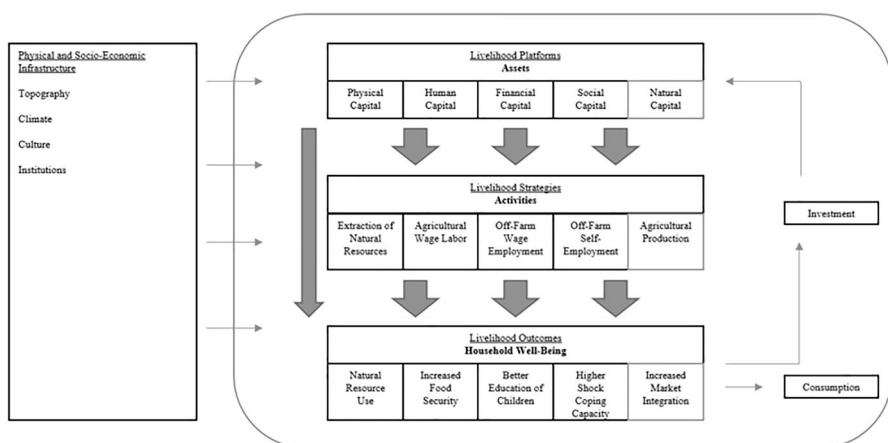 Physical and Socio-Economic
Infrastructure
Topography
Climate
Culture
Institutions
Livelihood Platforms
Assets
Physical
Capital
Human
Capital
Financial
Capital
Social
Capital
Natural
Capital
Livelihood Strategies
Activities
Extraction of
Natural
Resources
Agricultural
Wage Labor
Off-Farm
Wage
Employment
Off-Farm
Self-
Employment
Agricultural
Production
Livelihood Outcomes
Household Well-Being
Natural
Resource
Use
Increased
Food
Security
Better
Education of
Children
Higher
Shock
Coping
Capacity
Increased
Market
Integration
Investment
Consumption